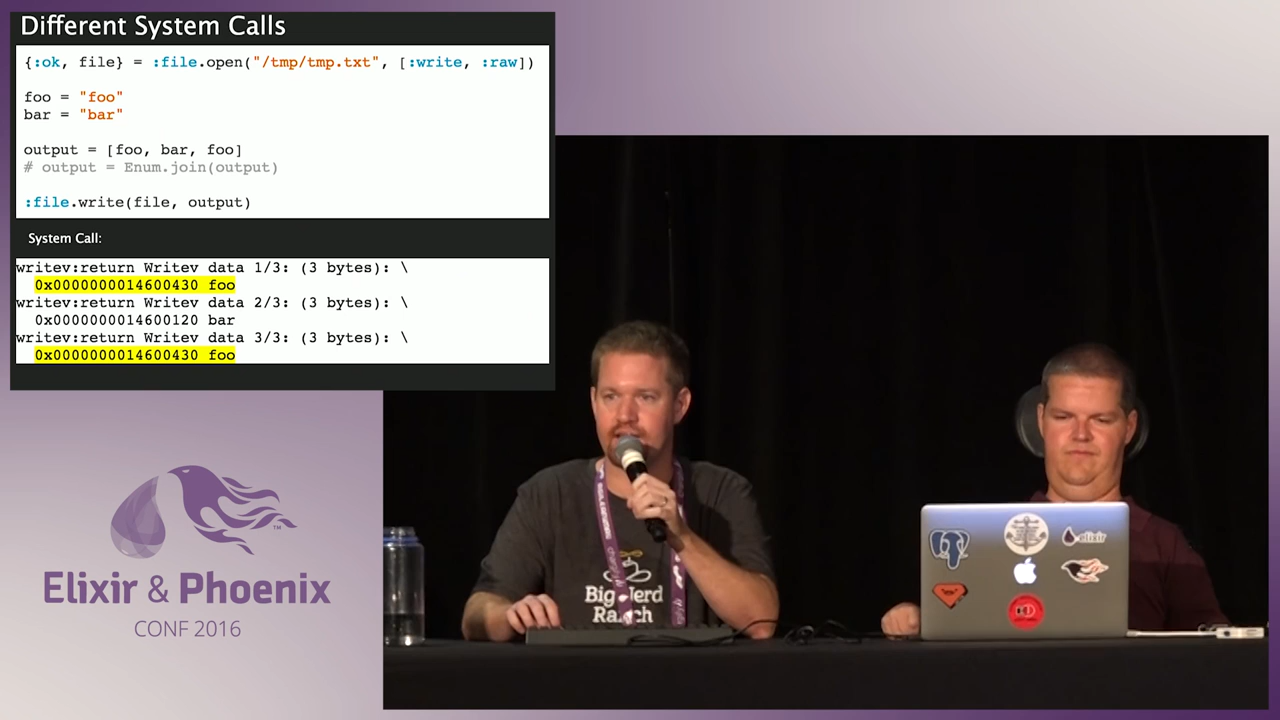 Different System Calls
{:ok, file} = :file.open("/tmp/tmp.txt", [:write, :raw])
foo = "foo"
bar = "bar"
output = [foo, bar, foo]
# output = Enum.join(output)
:file.write(file, output)
System Call:
writev:return Writev data 1/3: (3 bytes): \
0x0000000014600430 foo
writev:return Writev data 2/3: (3 bytes): \
0x0000000014600120 bar
writev:return Writev data 3/3: (3 bytes): \
0x0000000014600430 foo
TM
Elixir & Phoenix
CONF 2016
Big Nerd
Ranch
elixir